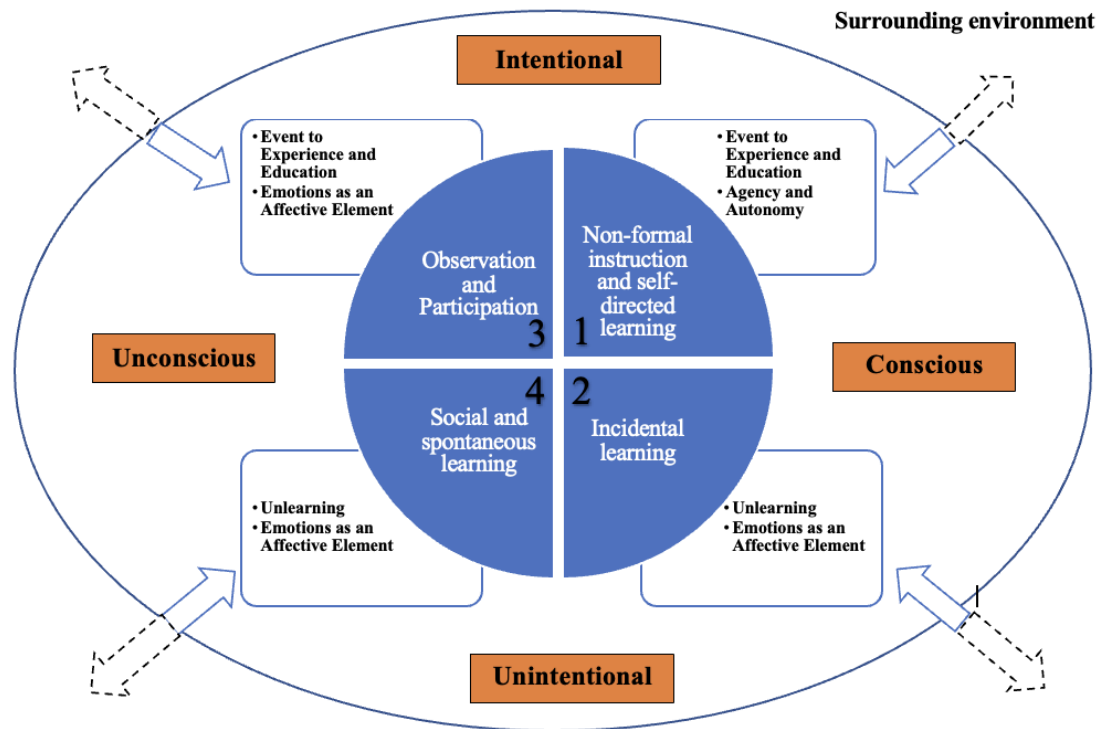 Surrounding environment
Intentional
• Event to
Experience and
Education
• Emotions as an
Affective Element
• Event to
Experience and
Education
• Agency and
Autonomy
Observation
and
Participation
3
Non-formal
instruction
and self-
directed
learning
1
Unconscious
Conscious
4
Social and
spontaneous
learning
2
Incidental
learning
• Unlearning
• Emotions as an
Affective Element
• Unlearning
• Emotions as an
Affective Element
Unintentional